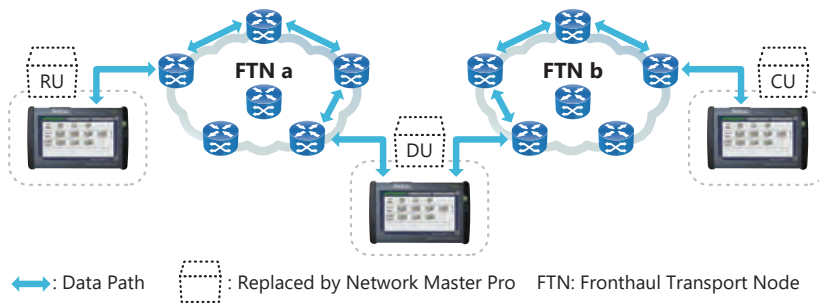 RU
FTN a
FTN b
CU
DU
: Data Path
: Replaced by Network Master Pro
FTN: Fronthaul Transport Node